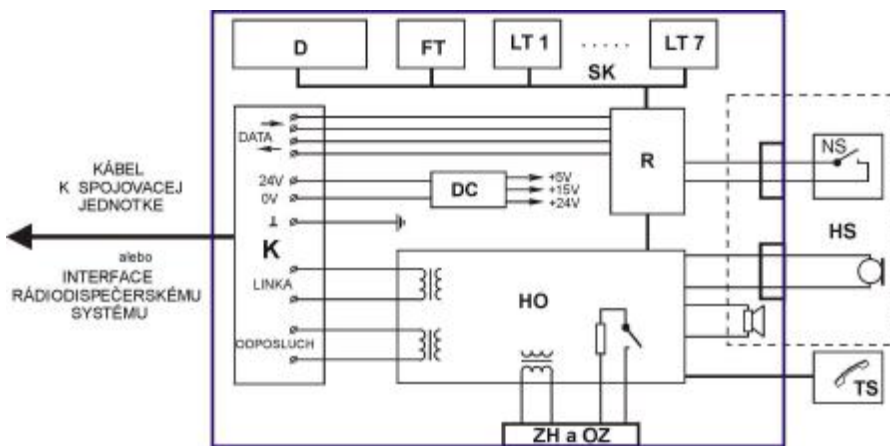 D
FT
LT 1
.....
LT 7
SK
DATA
24V
0V
K
LINKA
ODPOSLUCH
DC
+5V
+15V
+24V
R
HO
NS
HS
TS
ZH a OZ
KÁBEL
K SPOJOVACEJ
JEDNOTKE
alebo
INTERFACE
RÁDIODISPEČERSKÉMU
SYSTÉMU